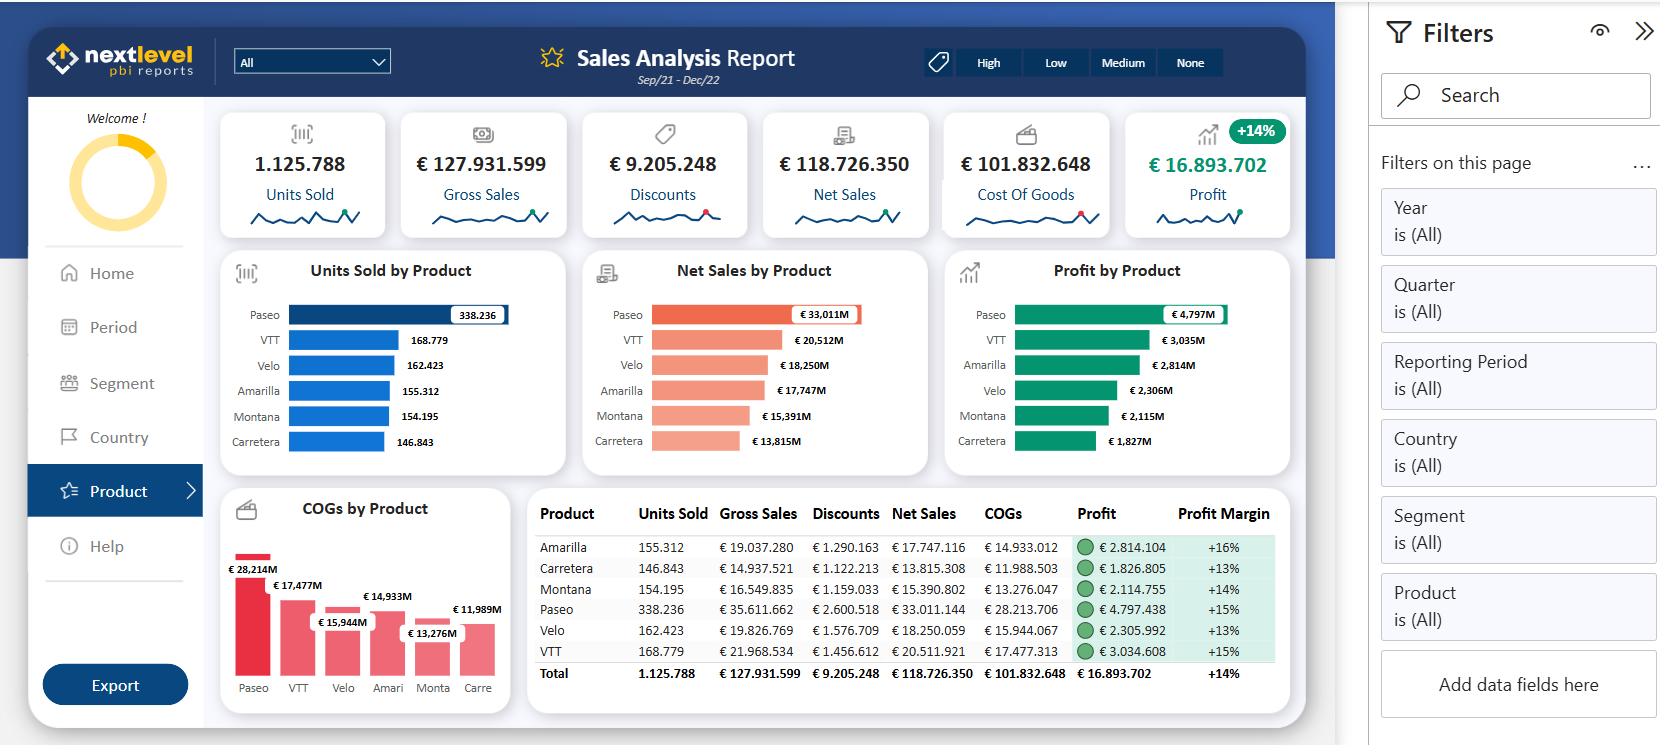 nextlevel
pbi reports
All
Sales Analysis Report
Sep/21 - Dec/22
High Low Medium None
Welcome !
Home
Period
Segment
Country
Product
Help
Export
1.125.788
Units Sold
€ 127.931.599
Gross Sales
€ 9.205.248
Discounts
€ 118.726.350
Net Sales
€ 101.832.648
Cost Of Goods
+14%
€ 16.893.702
Profit
Units Sold by Product
Paseo 338.236
VTT 168.779
Velo 162.423
Amarilla 155.312
Montana 154.195
Carretera 146.843
Net Sales by Product
Paseo € 33,011M
VTT € 20,512M
Velo € 18,250M
Amarilla € 17,747M
Montana € 15,391M
Carretera € 13,815M
Profit by Product
Paseo € 4,797M
VTT € 3,035M
Amarilla € 2,814M
Velo € 2,306M
Montana € 2,115M
Carretera € 1,827M
COGs by Product
€ 28,214M
€ 17,477M
€ 15,944M
€ 14,933M
€ 13,276M
€ 11,989M
Paseo VTT Velo Amari Monta Carre
Product Units Sold Gross Sales Discounts Net Sales COGs Profit Profit Margin
Amarilla 155.312 € 19.037.280 € 1.290.163 € 17.747.116 € 14.933.012 € 2.814.104 +16%
Carretera 146.843 € 14.937.521 € 1.122.213 € 13.815.308 € 11.988.503 € 1.826.805 +13%
Montana 154.195 € 16.549.835 € 1.159.033 € 15.390.802 € 13.276.047 € 2.114.755 +14%
Paseo 338.236 € 35.611.662 € 2.600.518 € 33.011.144 € 28.213.706 € 4.797.438 +15%
Velo 162.423 € 19.826.769 € 1.576.709 € 18.250.059 € 15.944.067 € 2.305.992 +13%
VTT 168.779 € 21.968.534 € 1.456.612 € 20.511.921 € 17.477.313 € 3.034.608 +15%
Total 1.125.788 € 127.931.599 € 9.205.248 € 118.726.350 € 101.832.648 € 16.893.702 +14%
Filters
Search
Filters on this page
Year
is (All)
Quarter
is (All)
Reporting Period
is (All)
Country
is (All)
Segment
is (All)
Product
is (All)
Add data fields here